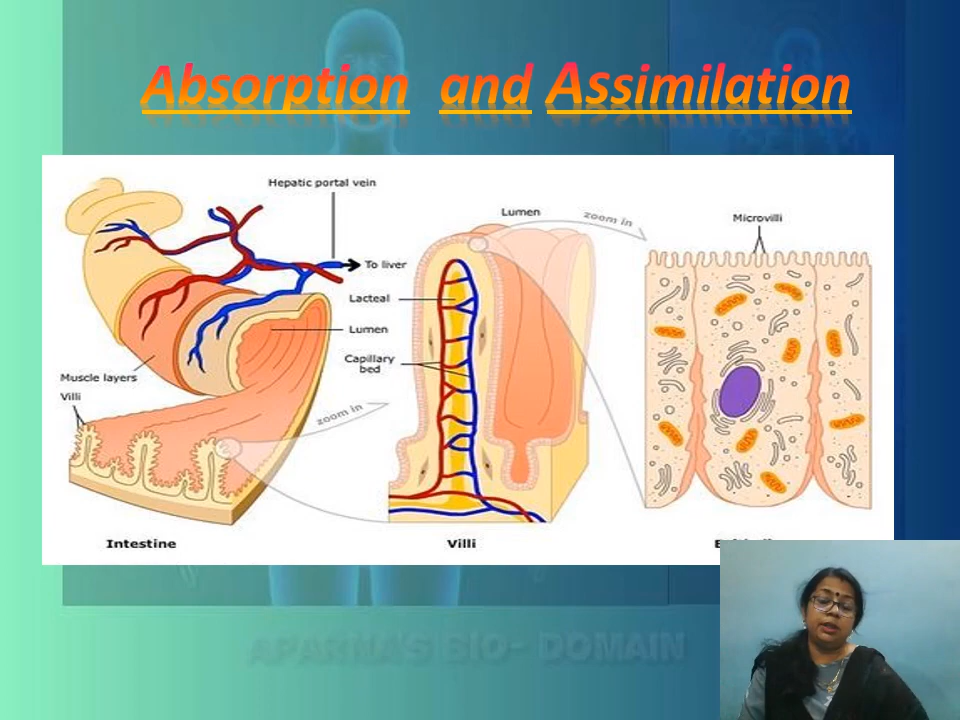 Absorption and Assimilation
Hepatic portal vein
To liver
Lacteal
Lumen
Capillary
bed
Muscle layers
Villi
zoom in
Lumen
zoom in
Microvilli
Intestine
Villi
APARNA'S BIO- DOMAIN